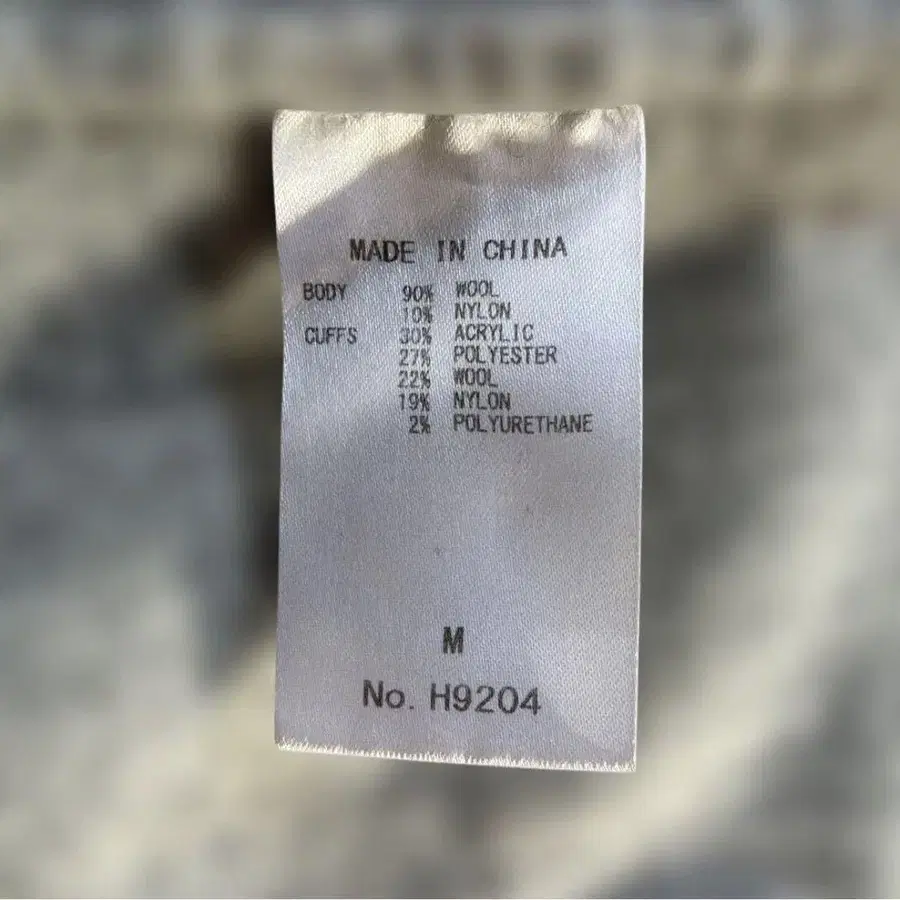 MADE IN CHINA
BODY 90% WOOL
10% NYLON
CUFFS 30% ACRYLIC
27% POLYESTER
22% WOOL
19% NYLON
2% POLYURETHANE
M
No. H9204